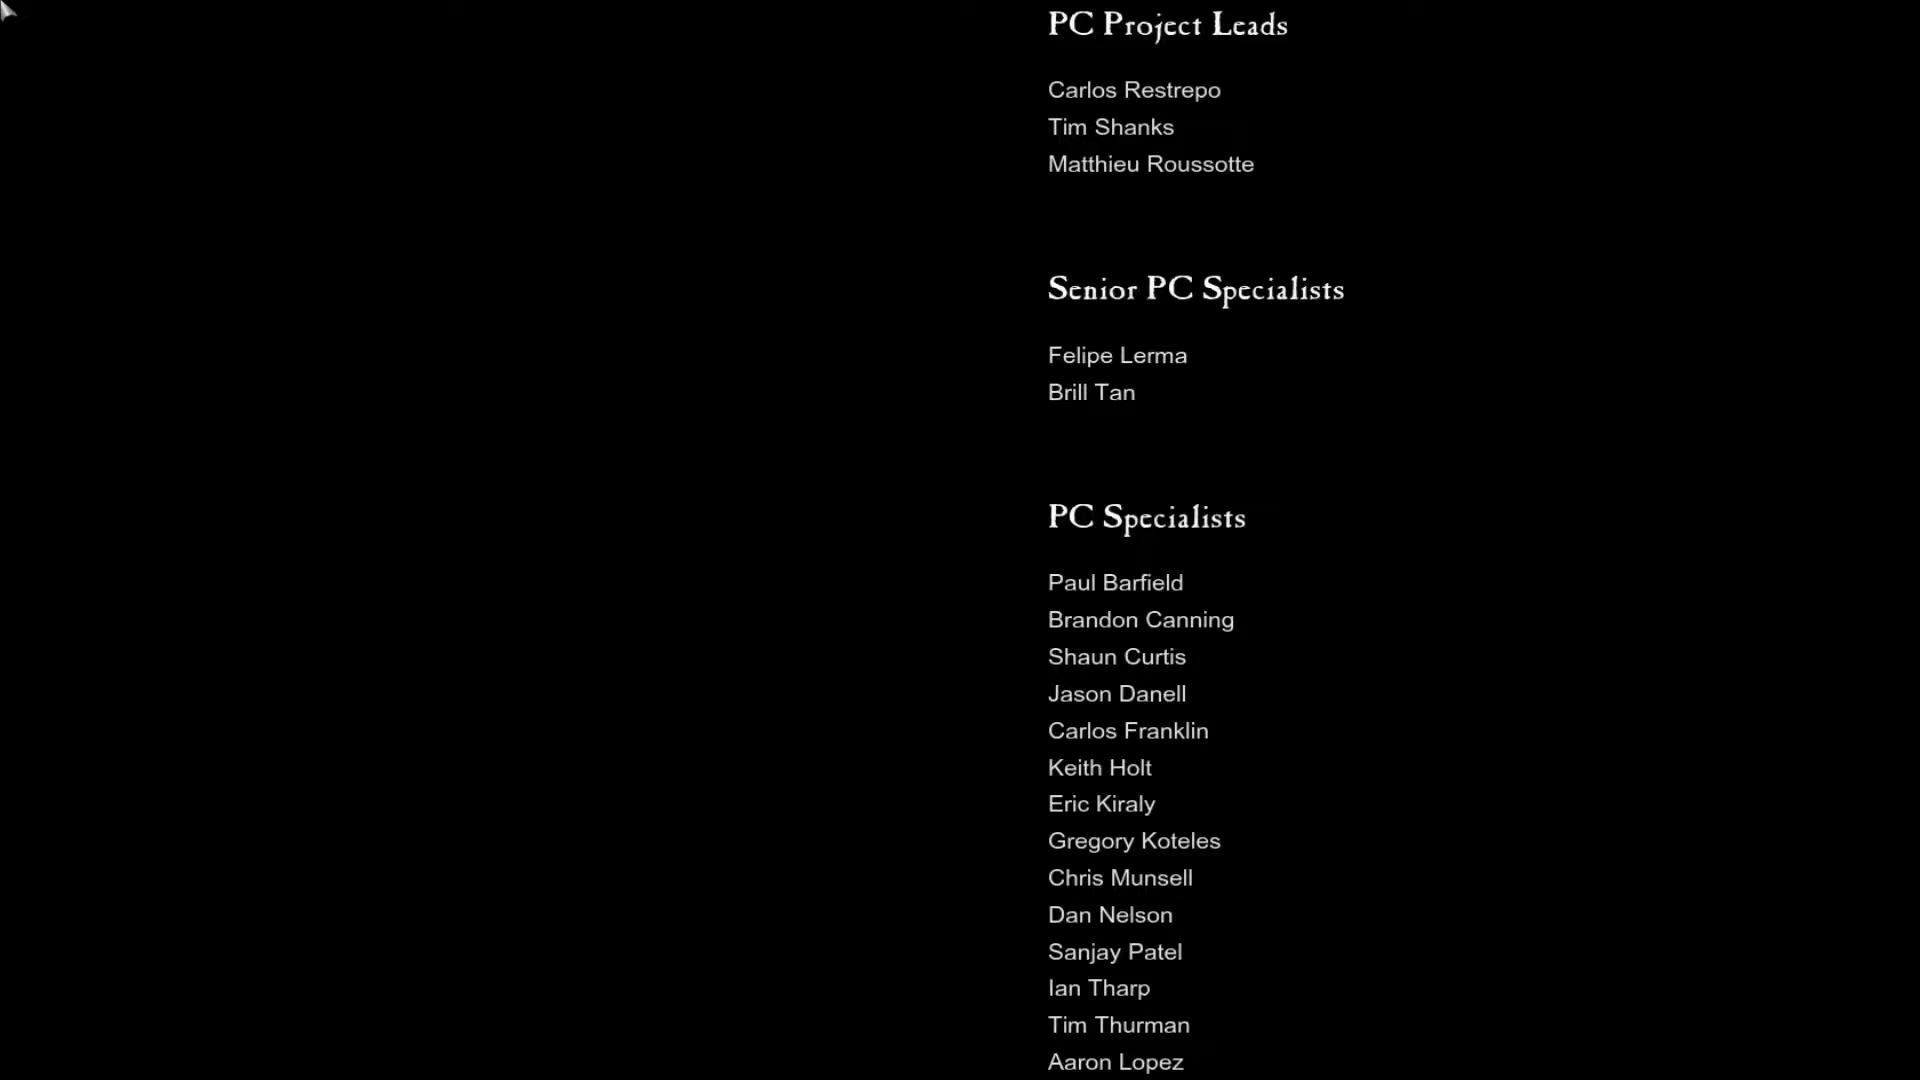 PC Project Leads
Carlos Restrepo
Tim Shanks
Matthieu Roussotte
Senior PC Specialists
Felipe Lerma
Brill Tan
PC Specialists
Paul Barfield
Brandon Canning
Shaun Curtis
Jason Danell
Carlos Franklin
Keith Holt
Eric Kiraly
Gregory Koteles
Chris Munsell
Dan Nelson
Sanjay Patel
Ian Tharp
Tim Thurman
Aaron Lopez